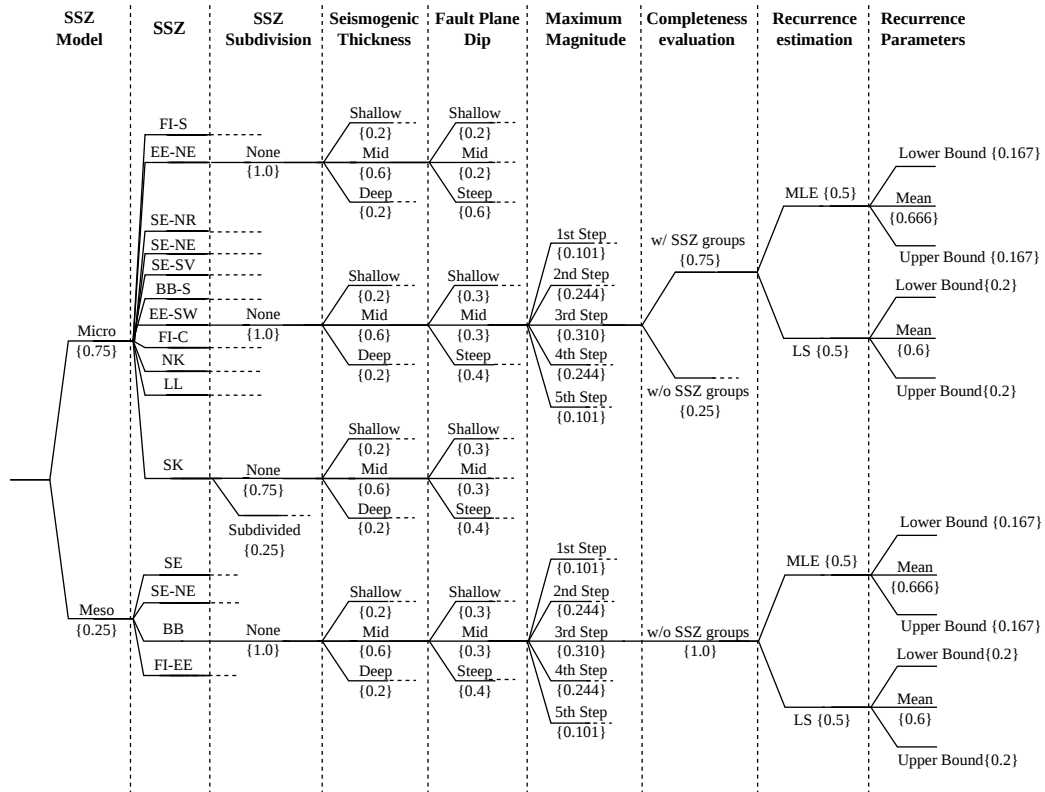 SSZ Model
SSZ
SSZ Subdivision
Seismogenic Thickness
Fault Plane Dip
Maximum Magnitude
Completeness evaluation
Recurrence estimation
Recurrence Parameters
Micro
{0.75}
Meso
{0.25}
FI-S
EE-NE
SE-NR
SE-NE
SE-SV
BB-S
EE-SW
FI-C
NK
LL
SK
SE
SE-NE
BB
FI-EE
None
{1.0}
None
{1.0}
None
{0.75}
Subdivided
{0.25}
None
{1.0}
Shallow
{0.2}
Mid
{0.6}
Deep
{0.2}
Shallow
{0.2}
Mid
{0.6}
Deep
{0.2}
Shallow
{0.2}
Mid
{0.6}
Deep
{0.2}
Shallow
{0.2}
Mid
{0.6}
Deep
{0.2}
Shallow
{0.2}
Mid
{0.2}
Steep
{0.6}
Shallow
{0.3}
Mid
{0.3}
Steep
{0.4}
Shallow
{0.3}
Mid
{0.3}
Steep
{0.4}
Shallow
{0.3}
Mid
{0.3}
Steep
{0.4}
1st Step
{0.101}
2nd Step
{0.244}
3rd Step
{0.310}
4th Step
{0.244}
5th Step
{0.101}
1st Step
{0.101}
2nd Step
{0.244}
3rd Step
{0.310}
4th Step
{0.244}
5th Step
{0.101}
w/ SSZ groups
{0.75}
w/o SSZ groups
{0.25}
w/o SSZ groups
{1.0}
MLE {0.5}
LS {0.5}
MLE {0.5}
LS {0.5}
Lower Bound {0.167}
Mean
{0.666}
Upper Bound {0.167}
Lower Bound{0.2}
Mean
{0.6}
Upper Bound{0.2}
Lower Bound {0.167}
Mean
{0.666}
Upper Bound {0.167}
Lower Bound{0.2}
Mean
{0.6}
Upper Bound{0.2}